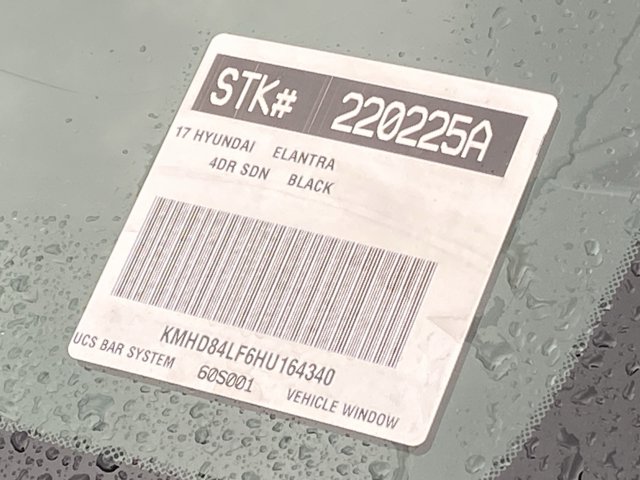 STK# 220225A
17 HYUNDAI ELANTRA
4DR SDN BLACK
KMHD84LF6HU164340
UCS BAR SYSTEM 60S001 VEHICLE WINDOW